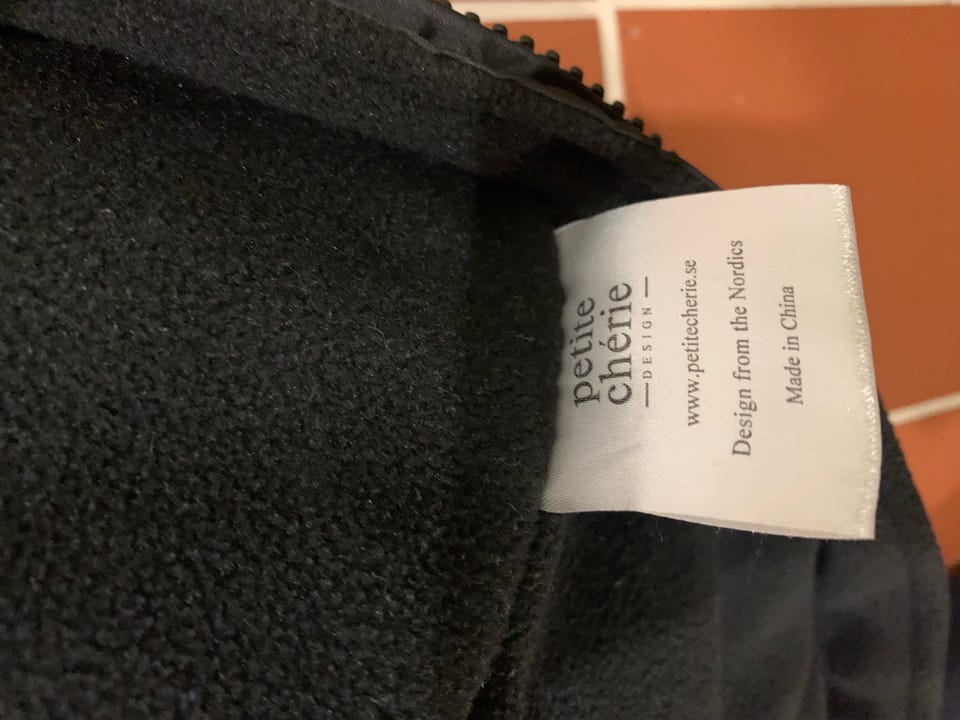 petite
chérie
DESIGN
www.petitecherie.se
Design from the Nordics
Made in China